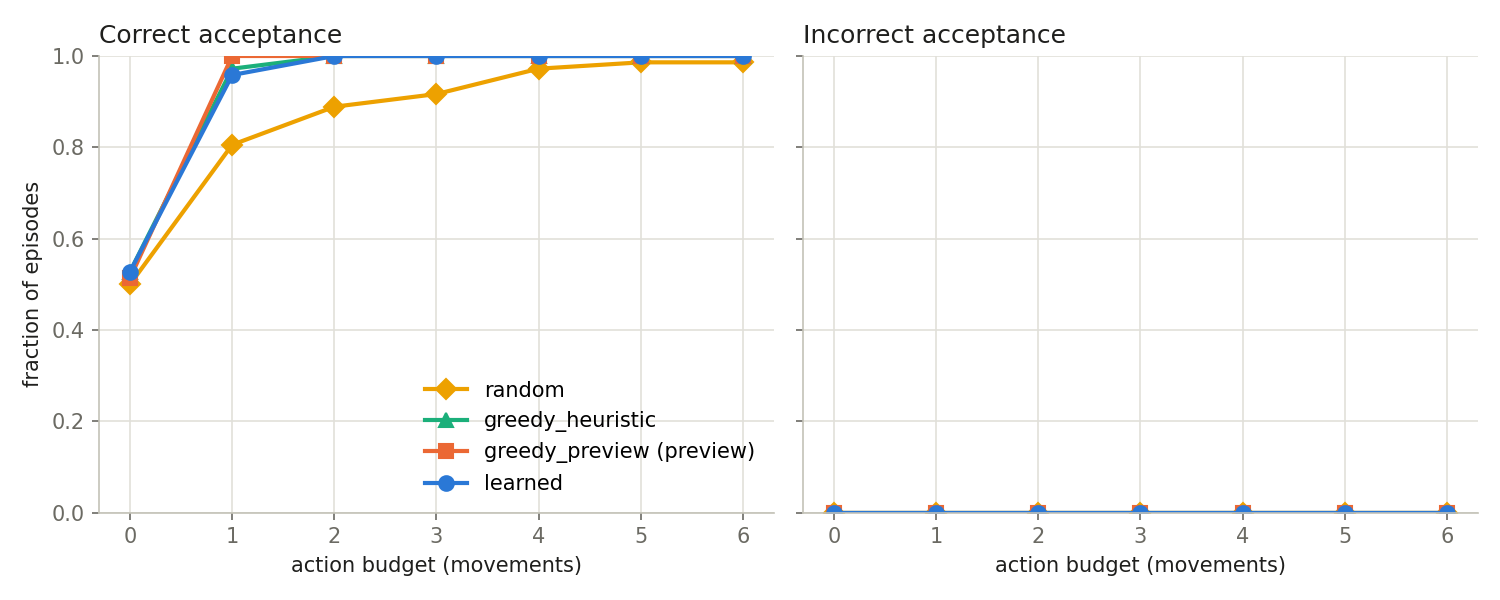 Correct acceptance
Incorrect acceptance
fraction of episodes
1.0
0.8
0.6
0.4
0.2
0.0
random
greedy_heuristic
greedy_preview (preview)
learned
0 1 2 3 4 5 6
0 1 2 3 4 5 6
action budget (movements)
action budget (movements)